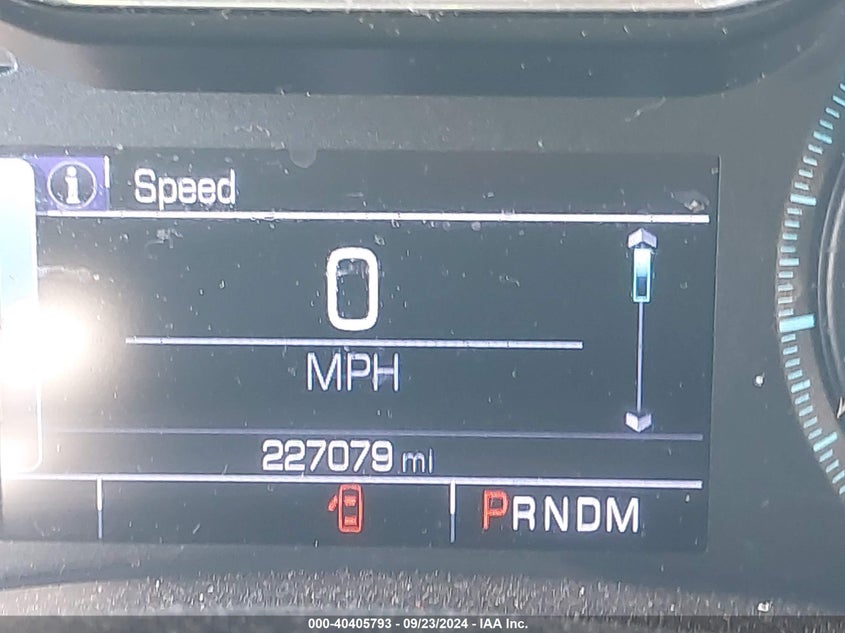 i Speed
0
MPH
227079 mi
PRNDM
000-40405793 - 09/23/2024 - IAA Inc.